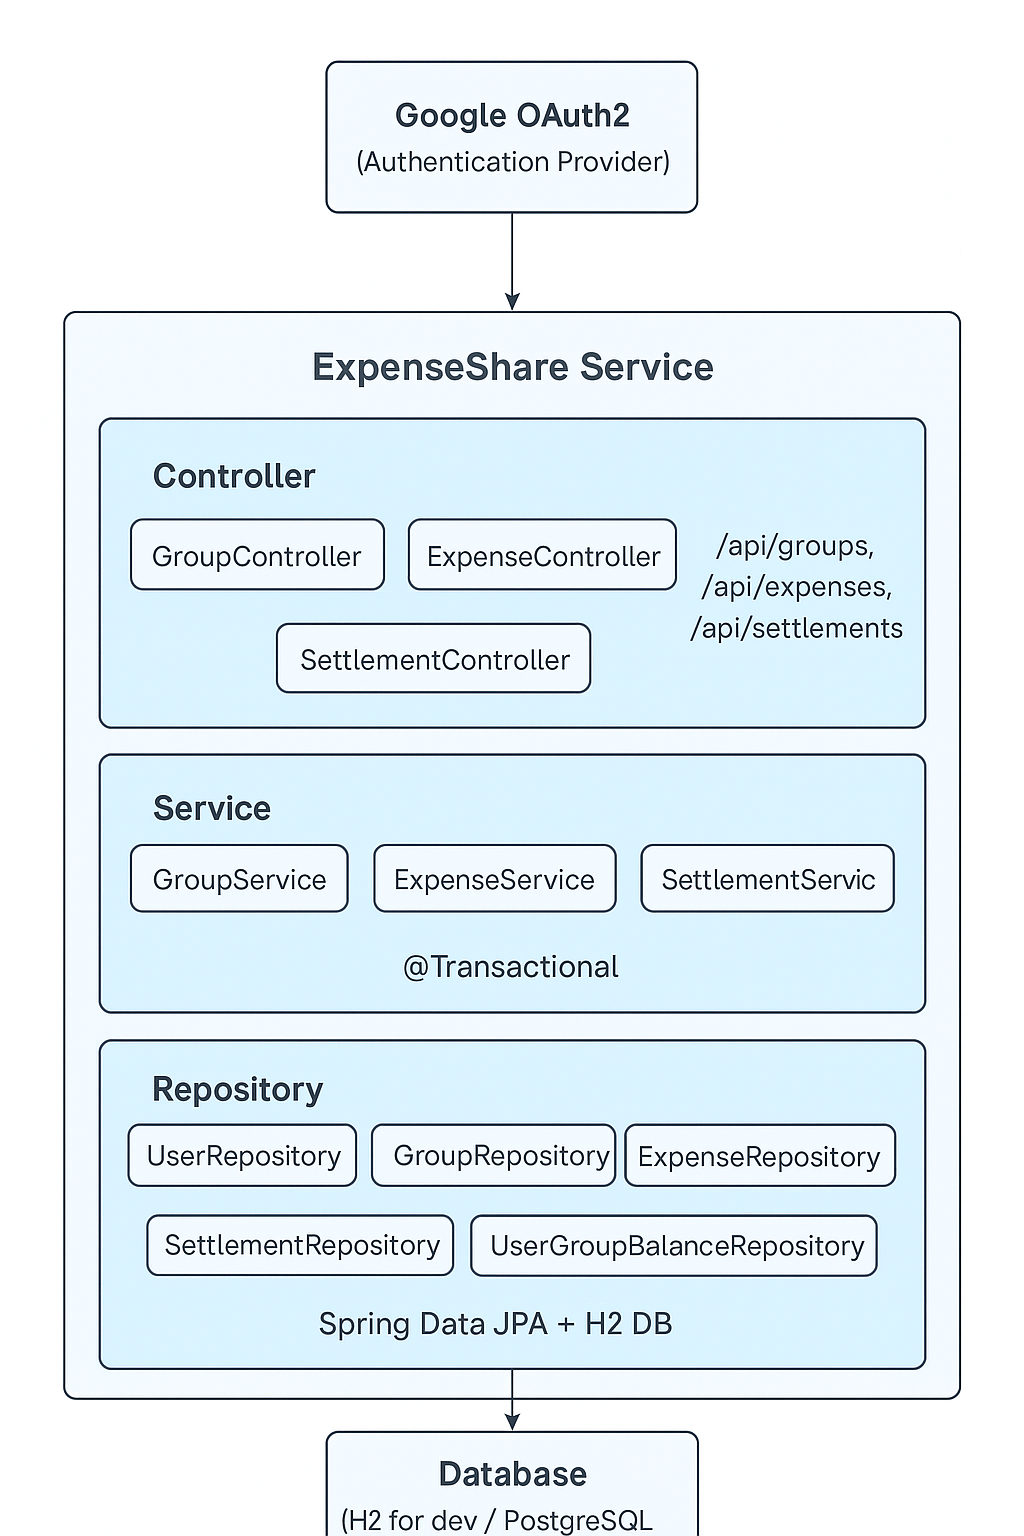 Google OAuth2
(Authentication Provider)
ExpenseShare Service
Controller
GroupController
ExpenseController
SettlementController
/api/groups,
/api/expenses,
/api/settlements
Service
GroupService
ExpenseService
SettlementServic
@Transactional
Repository
UserRepository
GroupRepository
ExpenseRepository
SettlementRepository
UserGroupBalanceRepository
Spring Data JPA + H2 DB
Database
(H2 for dev / PostgreSQL